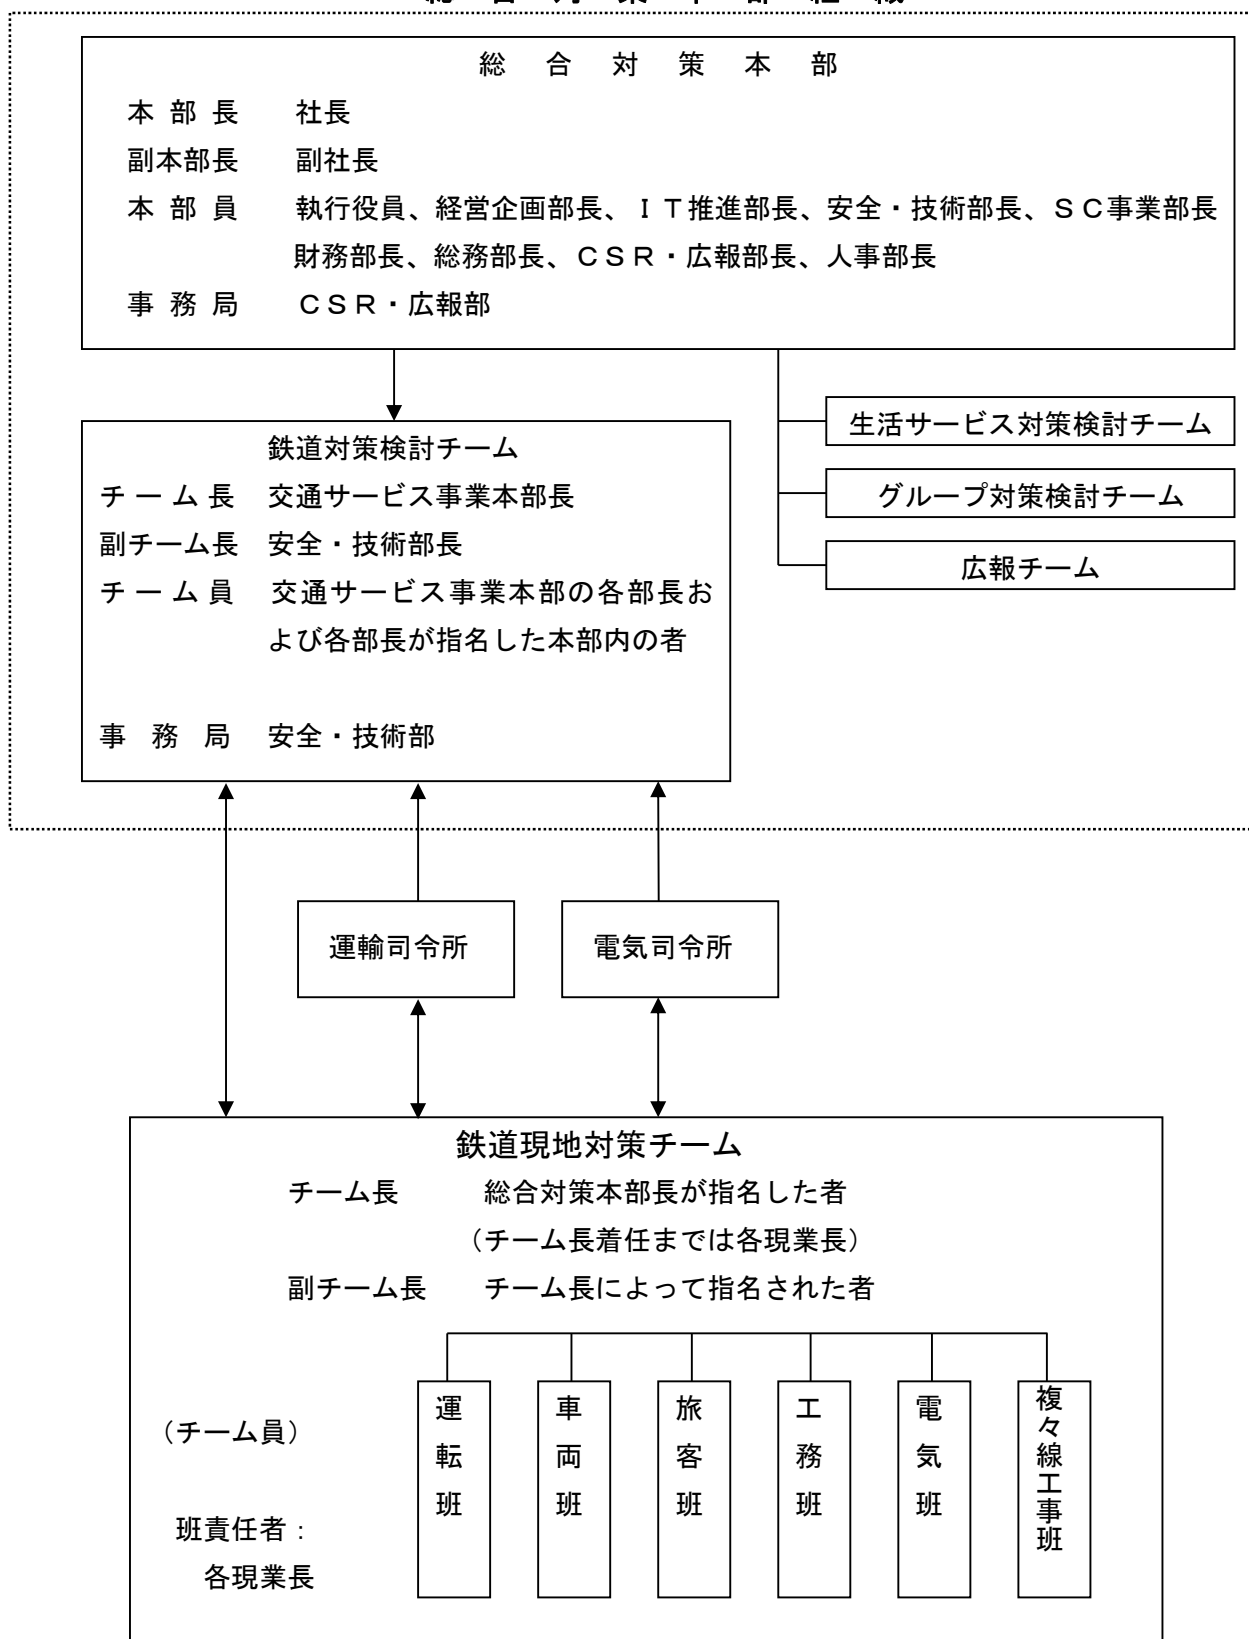 総合対策本部組織
総合対策本部
本部長 社長
副本部長 副社長
本部員 執行役員、経営企画部長、ＩＴ推進部長、安全・技術部長、ＳＣ事業部長
財務部長、総務部長、ＣＳＲ・広報部長、人事部長
事務局 ＣＳＲ・広報部
鉄道対策検討チーム
チーム長 交通サービス事業本部長
副チーム長 安全・技術部長
チーム員 交通サービス事業本部の各部長お
よび各部長が指名した本部内の者
事務局 安全・技術部
生活サービス対策検討チーム
グループ対策検討チーム
広報チーム
運輸司令所
電気司令所
鉄道現地対策チーム
チーム長 総合対策本部長が指名した者
（チーム長着任までは各現業長）
副チーム長 チーム長によって指名された者
（チーム員）
班責任者：
各現業長
運転班
車両班
旅客班
工務班
電気班
複々線工事班